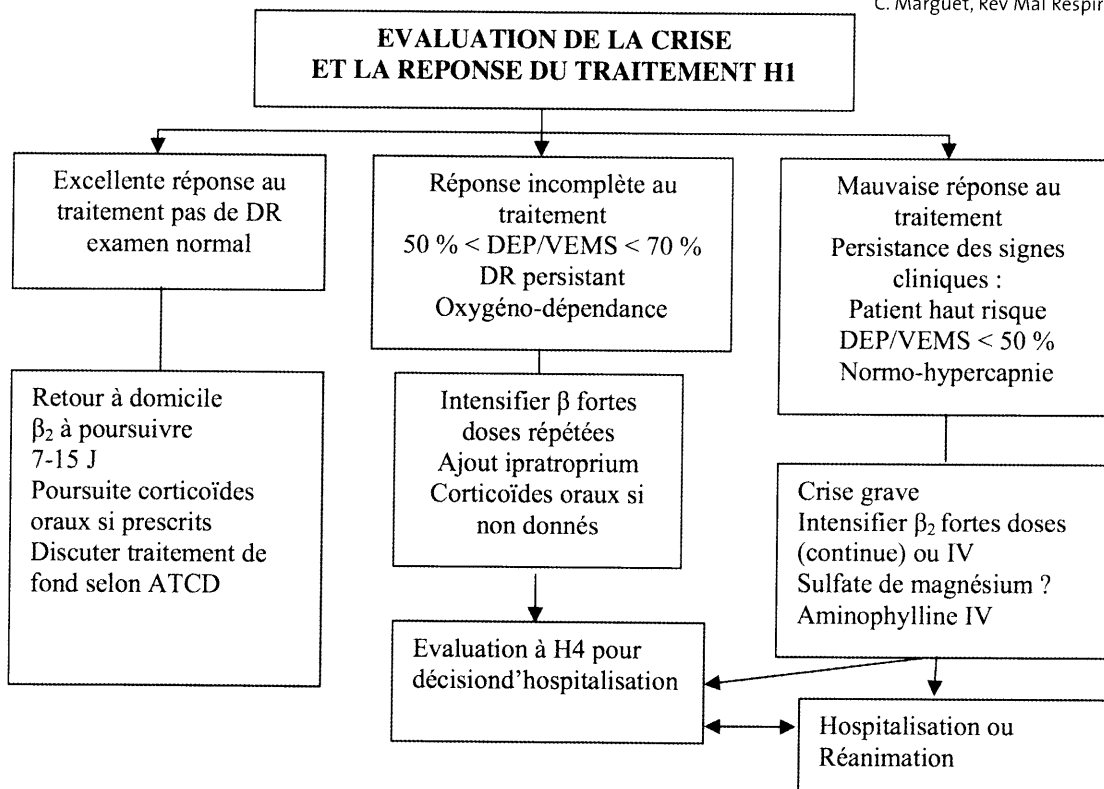 C. Marguet, Rev Mal Respir
EVALUATION DE LA CRISE
ET LA REPONSE DU TRAITEMENT H1
Excellente réponse au
traitement pas de DR
examen normal
Réponse incomplète au
traitement
50 % < DEP/VEMS < 70 %
DR persistant
Oxygéno-dépendance
Mauvaise réponse au
traitement
Persistance des signes
cliniques :
Patient haut risque
DEP/VEMS < 50 %
Normo-hypercapnie
Retour à domicile
β₂ à poursuivre
7-15 J
Poursuite corticoïdes
oraux si prescrits
Discuter traitement de
fond selon ATCD
Intensifier β fortes
doses répétées
Ajout ipratroprium
Corticoïdes oraux si
non donnés
Crise grave
Intensifier β₂ fortes doses
(continue) ou IV
Sulfate de magnésium ?
Aminophylline IV
Evaluation à H4 pour
décisiond'hospitalisation
Hospitalisation ou
Réanimation